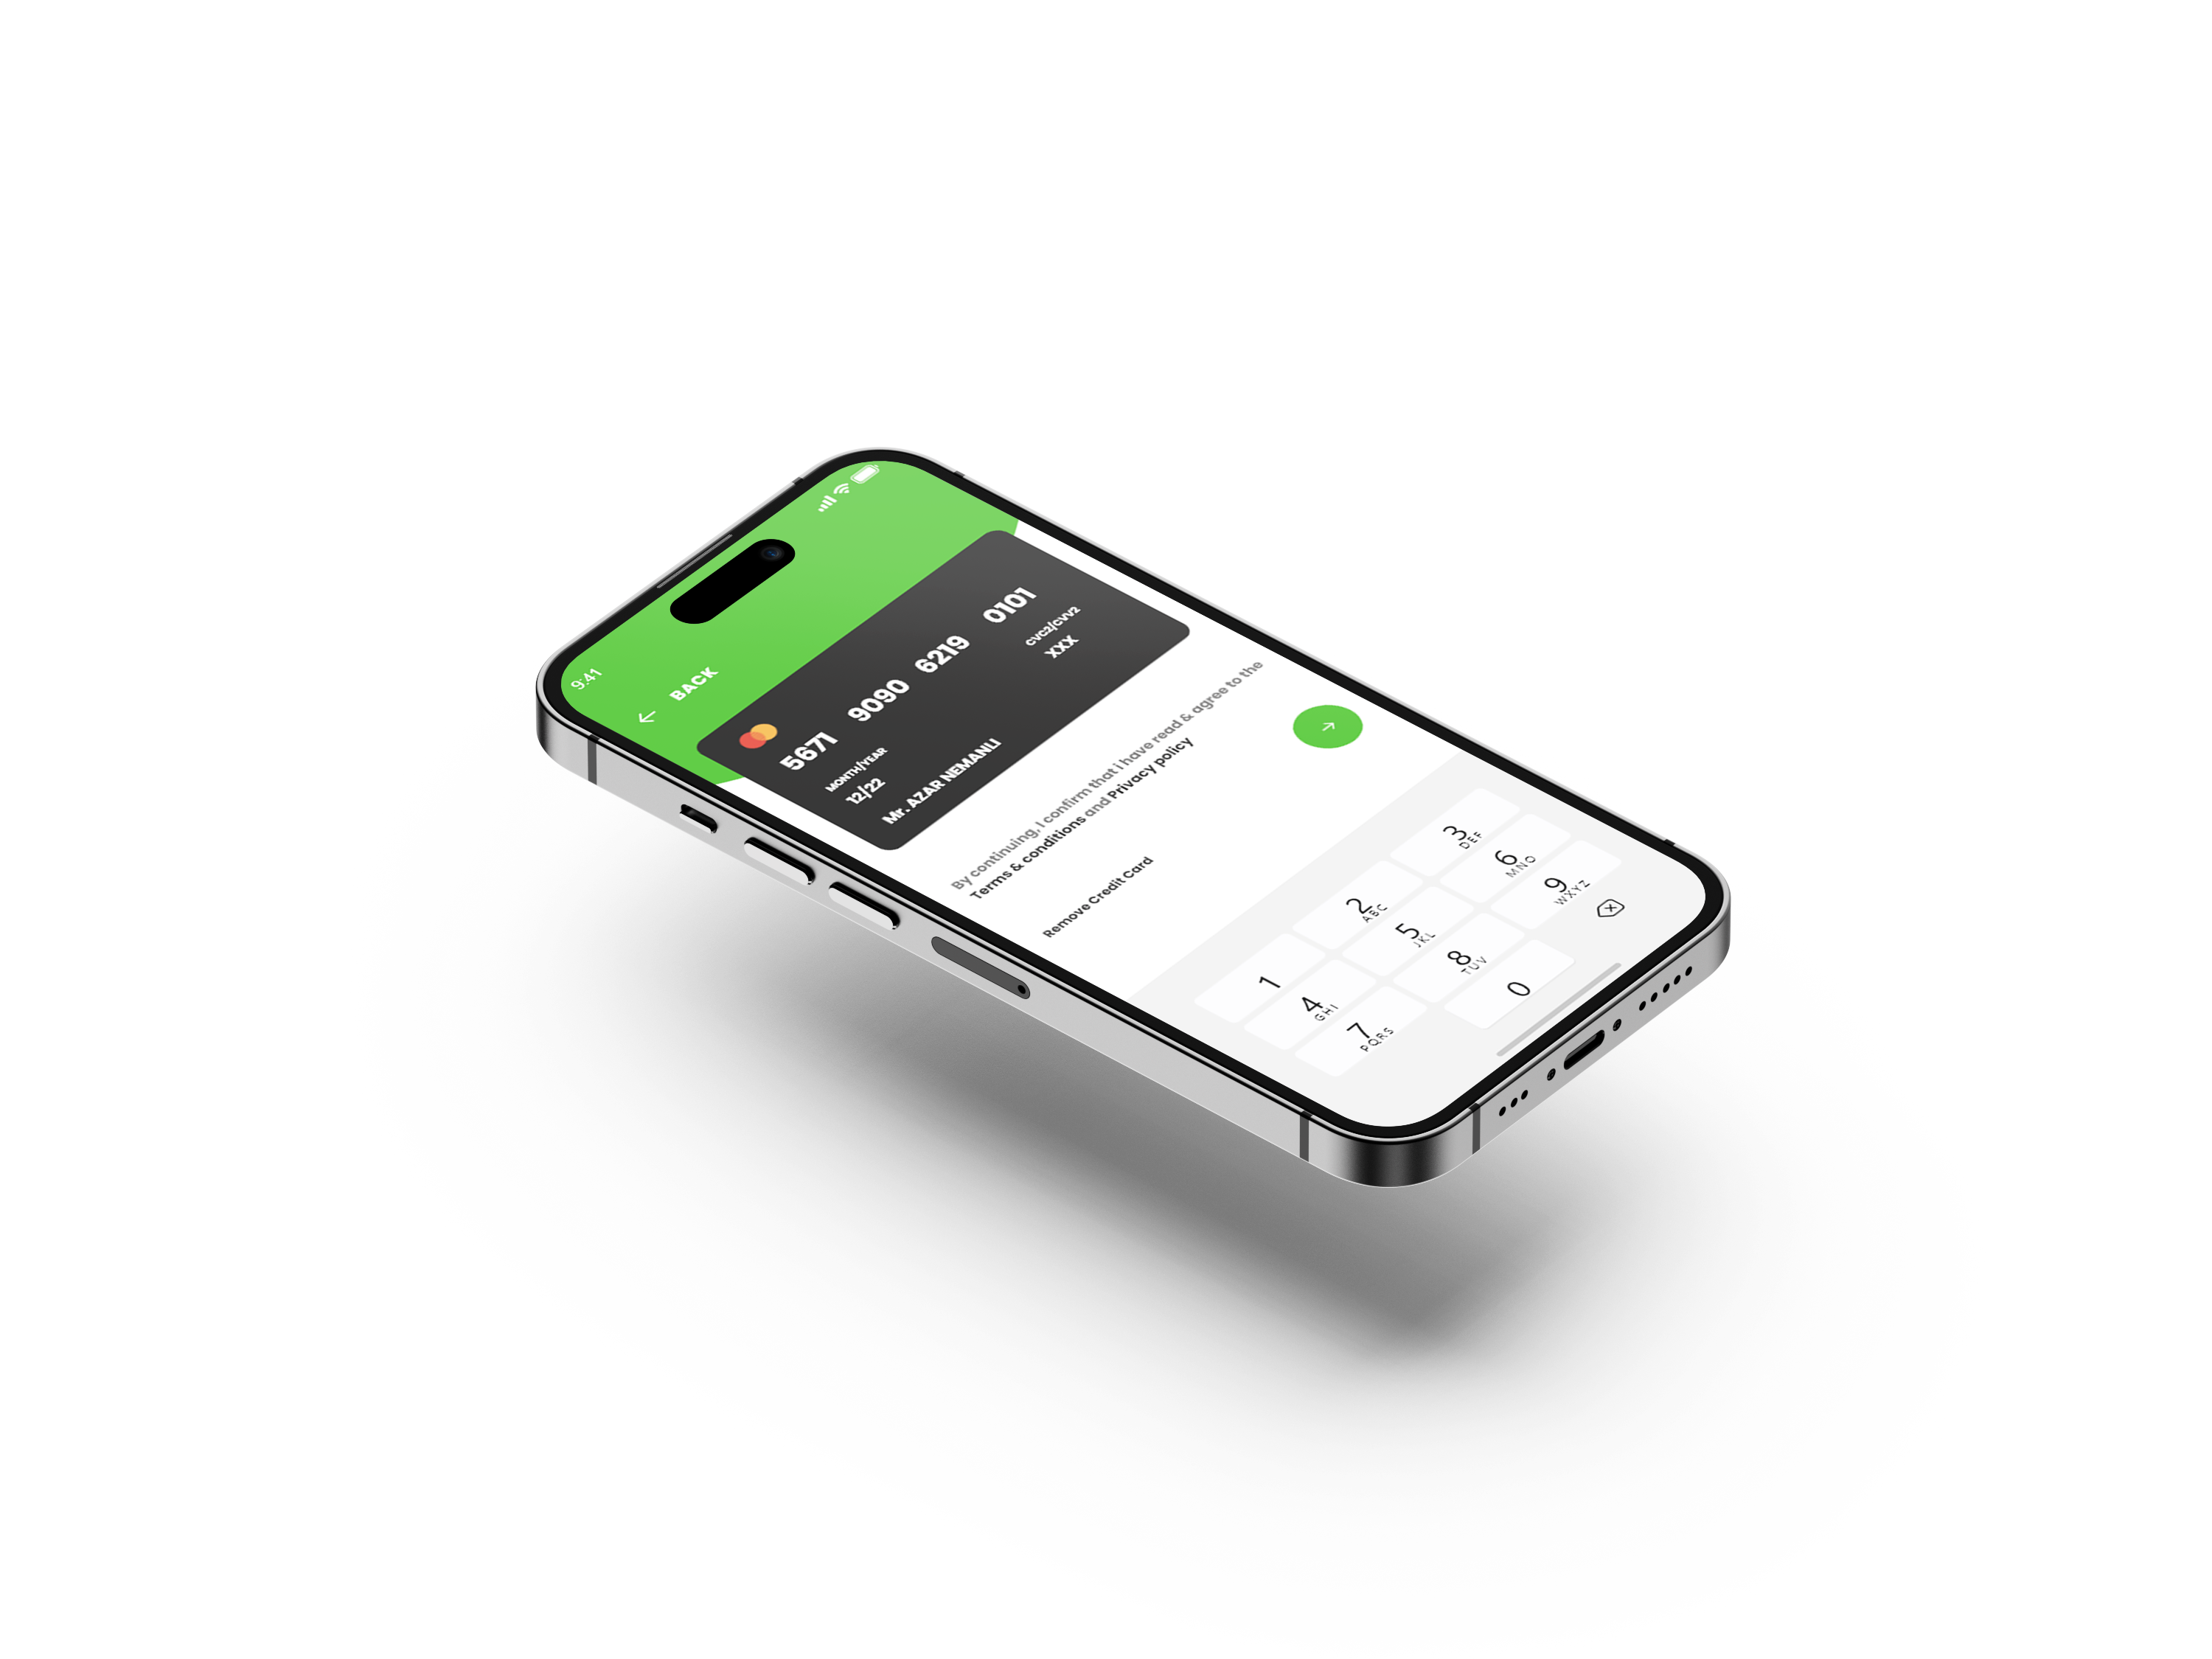 9:41
BACK
5671 9090 6219 0101
MONTH/YEAR
CVC2/CVV2
12/22
XXX
Mr. AZAR NEMANLI
By continuing, I confirm that i have read & agree to the
Terms & conditions and Privacy policy
Remove Credit Card
1
2
ABC
3
DEF
4
GHI
5
JKL
6
MNO
7
PQRS
8
TUV
9
WXYZ
0